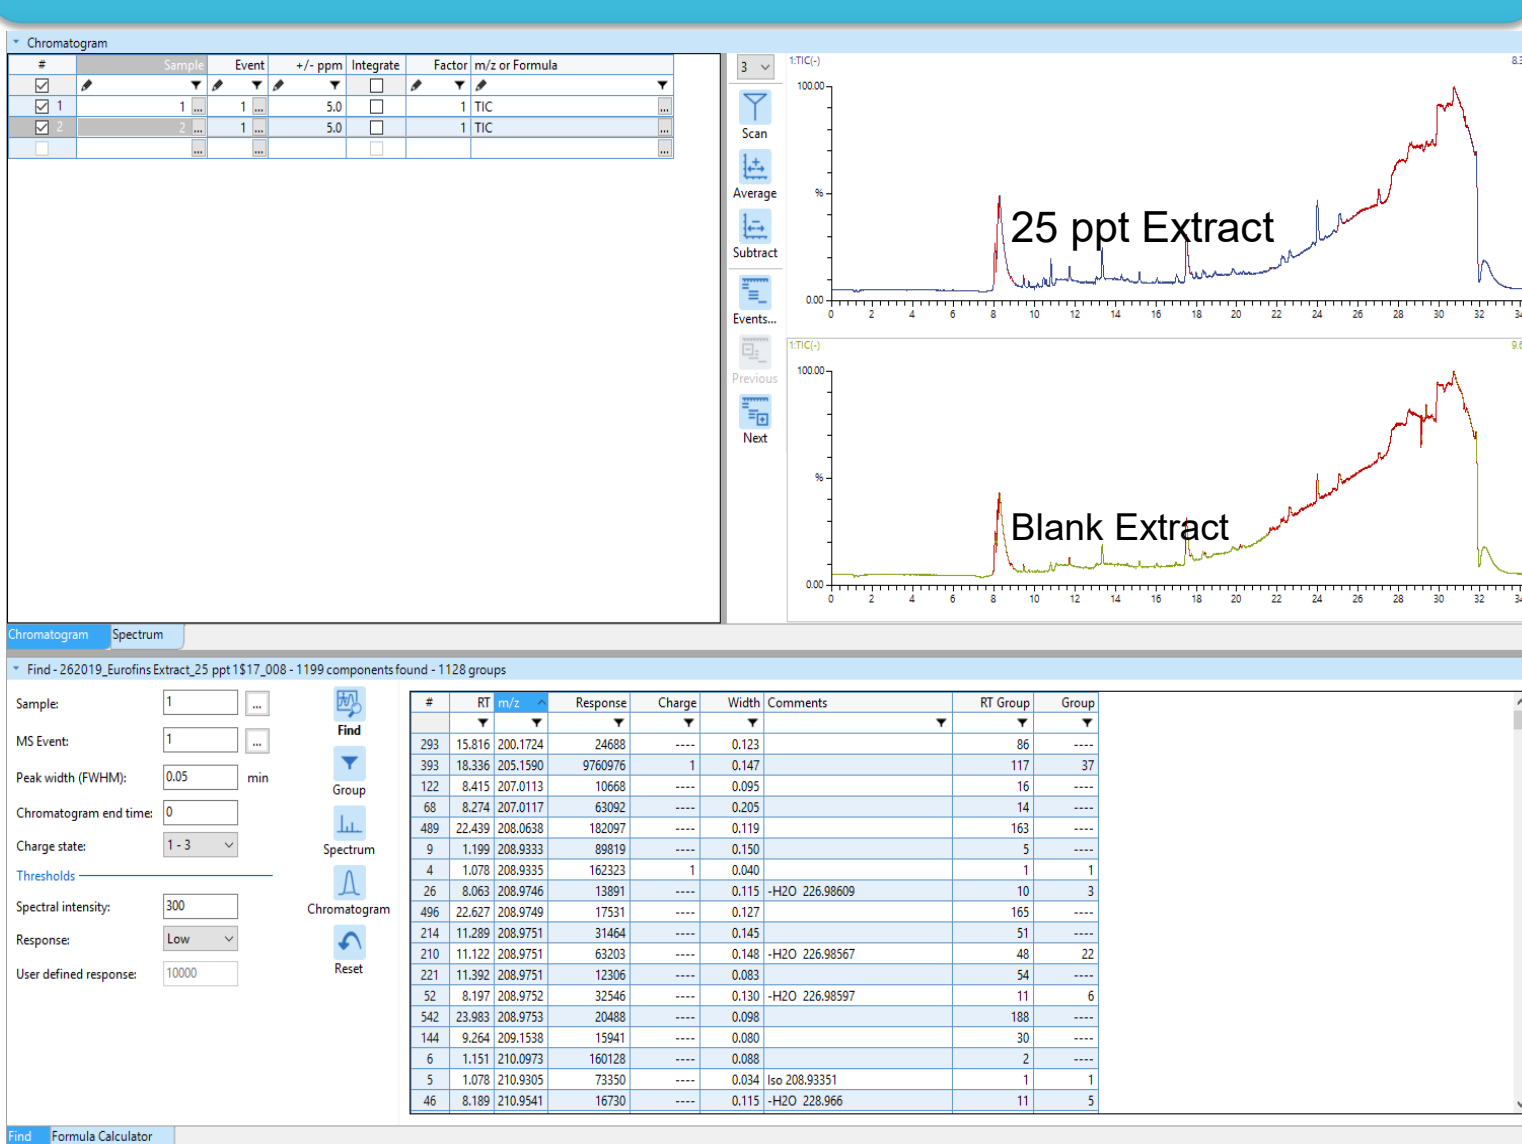 Chromatogram
# Sample Event +/- ppm Integrate Factor m/z or Formula
1 1 ... 1 ... 5.0 1 TIC ...
2 2 ... 1 ... 5.0 1 TIC ...
... ... ...
3
Scan
Average
Subtract
Events...
Previous
Next
1:TIC(-) 8.3
100.00
%
0.00
25 ppt Extract
0 2 4 6 8 10 12 14 16 18 20 22 24 26 28 30 32 34
1:TIC(-) 9.6
100.00
%
0.00
Blank Extract
0 2 4 6 8 10 12 14 16 18 20 22 24 26 28 30 32 34
Chromatogram Spectrum
Find - 262019_Eurofins Extract_25 ppt 1$17_008 - 1199 components found - 1128 groups
Sample: 1 ...
MS Event: 1 ...
Peak width (FWHM): 0.05 min
Chromatogram end time: 0
Charge state: 1 - 3
Thresholds
Spectral intensity: 300
Response: Low
User defined response: 10000
Find
Group
Spectrum
Chromatogram
Reset
# RT m/z Response Charge Width Comments RT Group Group
293 15.816 200.1724 24688 ---- 0.123 86 ----
393 18.336 205.1590 9760976 1 0.147 117 37
122 8.415 207.0113 10668 ---- 0.095 16 ----
68 8.274 207.0117 63092 ---- 0.205 14 ----
489 22.439 208.0638 182097 ---- 0.119 163 ----
9 1.199 208.9333 89819 ---- 0.150 5 ----
4 1.078 208.9335 162323 1 0.040 1 1
26 8.063 208.9746 13891 ---- 0.115 -H2O 226.98609 10 3
496 22.627 208.9749 17531 ---- 0.127 165 ----
214 11.289 208.9751 31464 ---- 0.145 51 ----
210 11.122 208.9751 63203 ---- 0.148 -H2O 226.98567 48 22
221 11.392 208.9751 12306 ---- 0.083 54 ----
52 8.197 208.9752 32546 ---- 0.130 -H2O 226.98597 11 6
542 23.983 208.9753 20488 ---- 0.098 188 ----
144 9.264 209.1538 15941 ---- 0.080 30 ----
6 1.151 210.0973 160128 ---- 0.088 2 ----
5 1.078 210.9305 73350 ---- 0.034 Iso 208.93351 1 1
46 8.189 210.9541 16730 ---- 0.115 -H2O 228.966 11 5
Find Formula Calculator